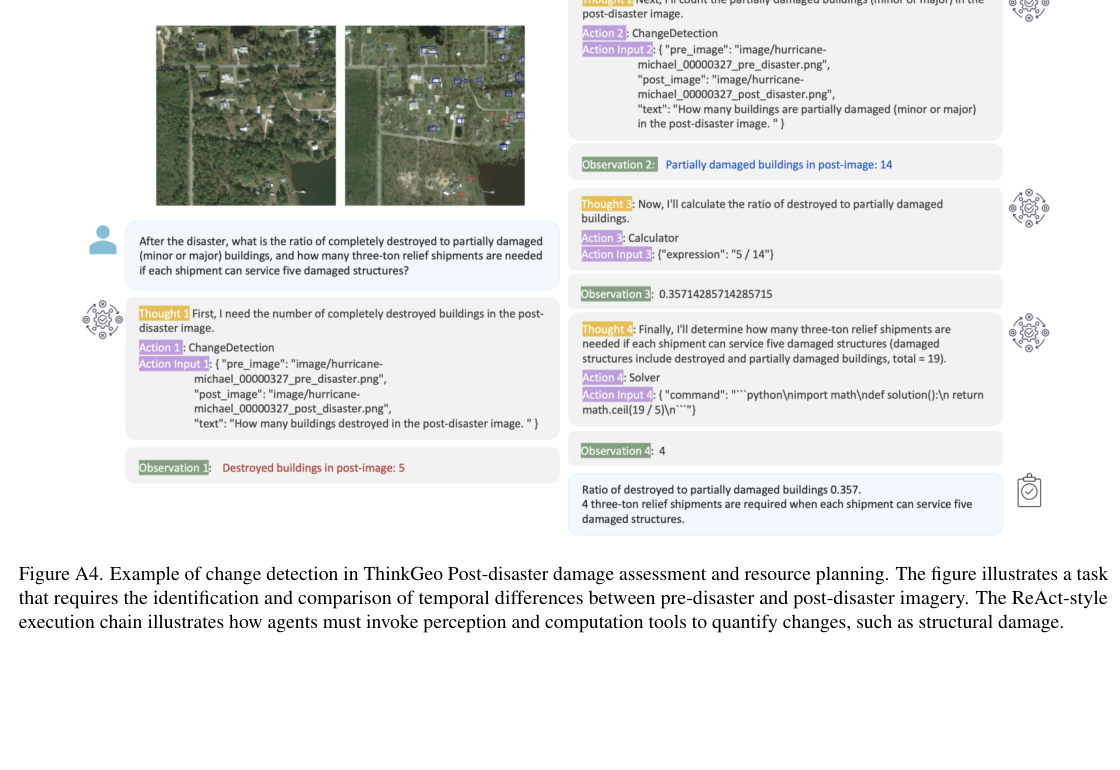 After the disaster, what is the ratio of completely destroyed to partially damaged
(minor or major) buildings, and how many three-ton relief shipments are needed
if each shipment can service five damaged structures?
Thought 1 First, I need the number of completely destroyed buildings in the post-
disaster image.
Action 1 : ChangeDetection
Action Input 1: { "pre_image": "image/hurricane-
michael_00000327_pre_disaster.png",
"post_image": "image/hurricane-
michael_00000327_post_disaster.png",
"text": "How many buildings destroyed in the post-disaster image. " }
Observation 1: Destroyed buildings in post-image: 5
Thought 2 Next, I'll count the partially damaged buildings (minor or major) in the
post-disaster image.
Action 2 : ChangeDetection
Action Input 2: { "pre_image": "image/hurricane-
michael_00000327_pre_disaster.png",
"post_image": "image/hurricane-
michael_00000327_post_disaster.png",
"text": "How many buildings are partially damaged (minor or major)
in the post-disaster image. " }
Observation 2: Partially damaged buildings in post-image: 14
Thought 3: Now, I'll calculate the ratio of destroyed to partially damaged
buildings.
Action 3: Calculator
Action Input 3: {"expression": "5 / 14"}
Observation 3: 0.35714285714285715
Thought 4: Finally, I'll determine how many three-ton relief shipments are
needed if each shipment can service five damaged structures (damaged
structures include destroyed and partially damaged buildings, total = 19).
Action 4: Solver
Action Input 4: { "command": "```python\nimport math\ndef solution():\n return
math.ceil(19 / 5)\n```"}
Observation 4: 4
Ratio of destroyed to partially damaged buildings 0.357.
4 three-ton relief shipments are required when each shipment can service five
damaged structures.
Figure A4. Example of change detection in ThinkGeo Post-disaster damage assessment and resource planning. The figure illustrates a task
that requires the identification and comparison of temporal differences between pre-disaster and post-disaster imagery. The ReAct-style
execution chain illustrates how agents must invoke perception and computation tools to quantify changes, such as structural damage.